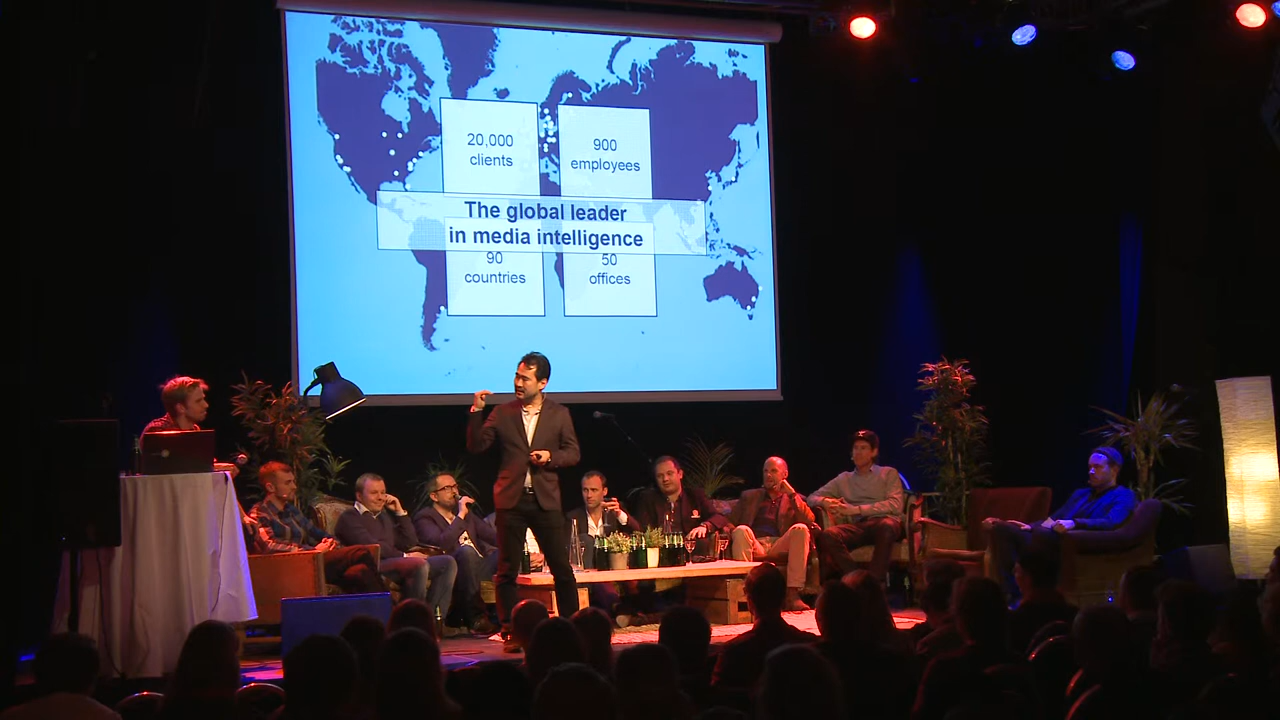 20,000
clients
900
employees
The global leader
in media intelligence
90
countries
50
offices